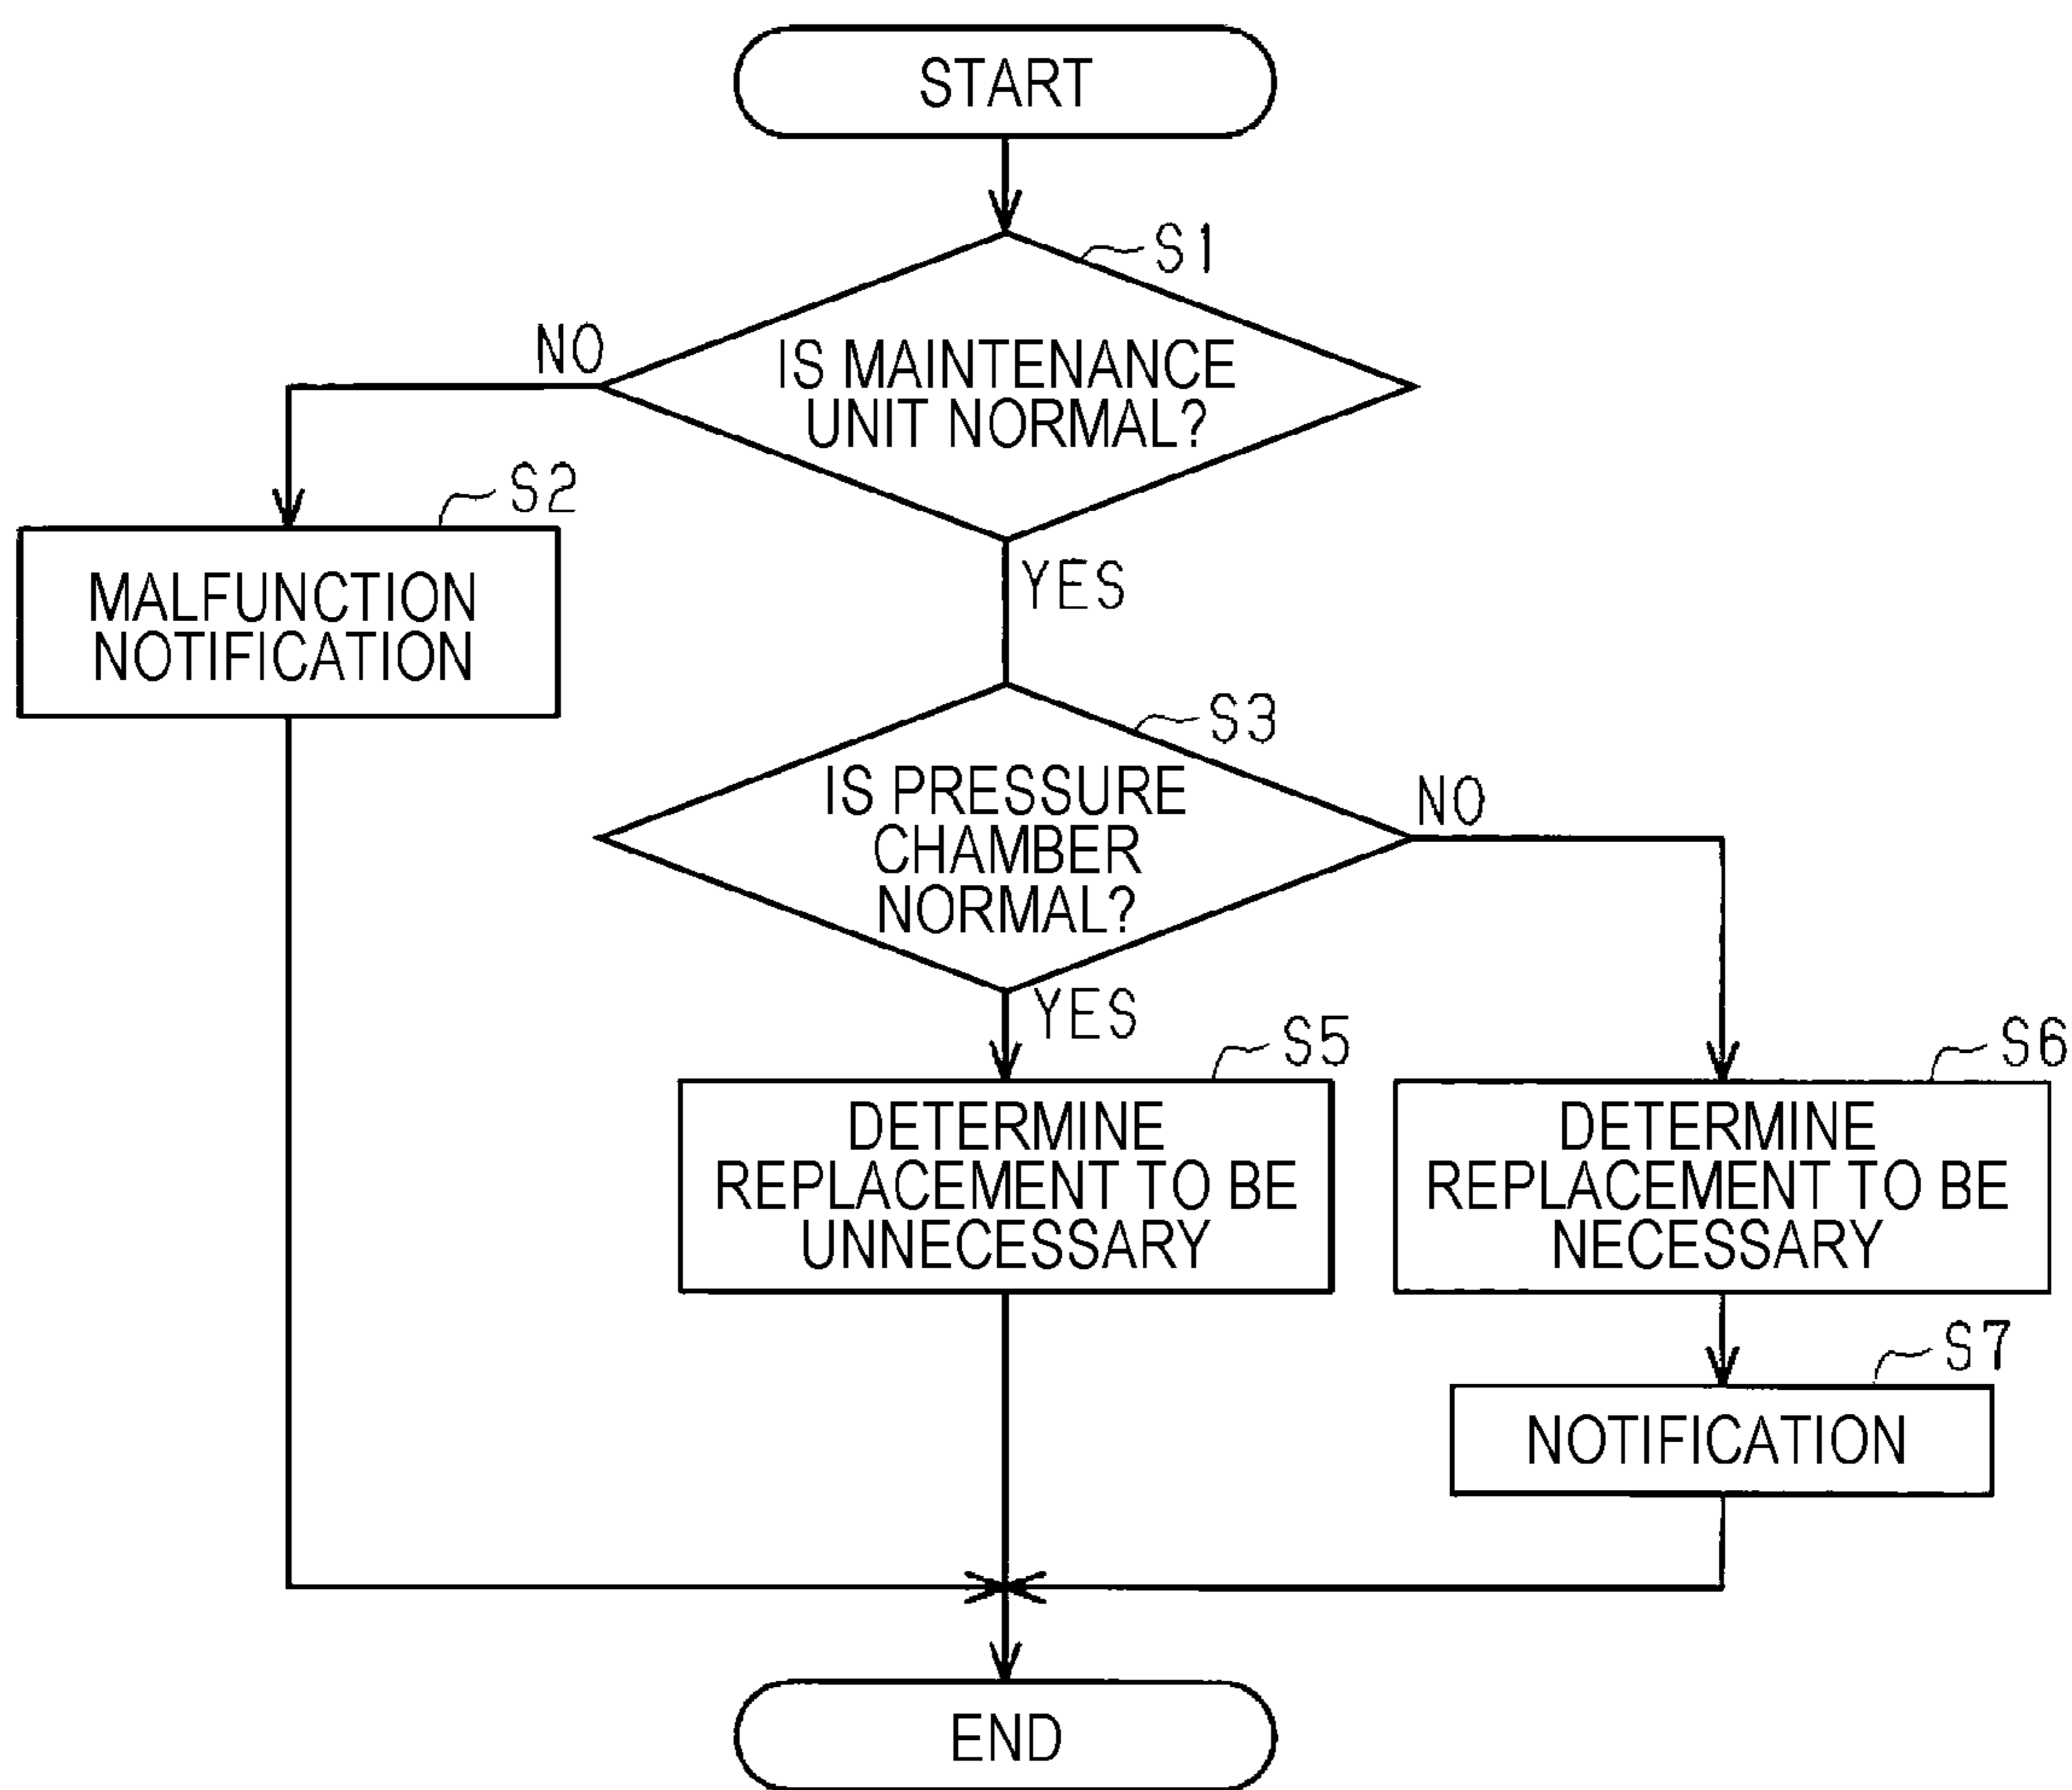 START
S1
NO
IS MAINTENANCE
UNIT NORMAL?
S2
MALFUNCTION
NOTIFICATION
YES
S3
IS PRESSURE
CHAMBER
NORMAL?
NO
YES
S5
DETERMINE
REPLACEMENT TO BE
UNNECESSARY
S6
DETERMINE
REPLACEMENT TO BE
NECESSARY
S7
NOTIFICATION
END